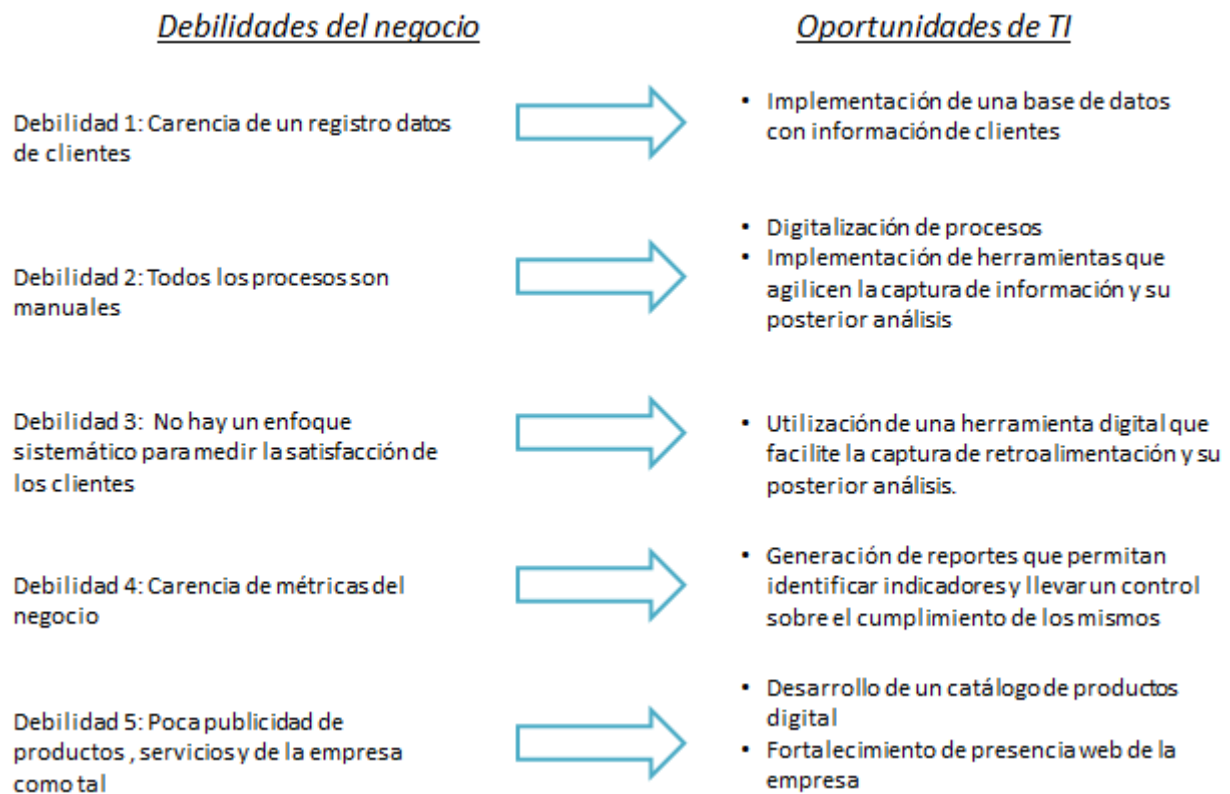 Debilidades del negocio
Oportunidades de TI
Debilidad 1: Carencia de un registro datos
de clientes
• Implementación de una base de datos
con información de clientes
Debilidad 2: Todos los procesos son
manuales
• Digitalización de procesos
• Implementación de herramientas que
agilicen la captura de información y su
posterior análisis
Debilidad 3: No hay un enfoque
sistemático para medir la satisfacción de
los clientes
• Utilización de una herramienta digital que
facilite la captura de retroalimentación y su
posterior análisis.
Debilidad 4: Carencia de métricas del
negocio
• Generación de reportes que permitan
identificar indicadores y llevar un control
sobre el cumplimiento de los mismos
Debilidad 5: Poca publicidad de
productos , servicios y de la empresa
como tal
• Desarrollo de un catálogo de productos
digital
• Fortalecimiento de presencia web de la
empresa